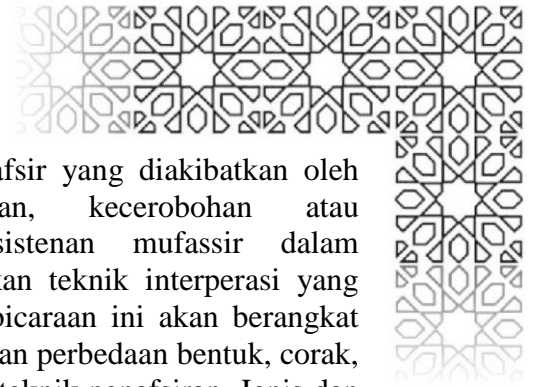 afsir yang diakibatkan oleh
an, kecerobohan atau
sistenan mufassir dalam
kan teknik interperasi yang
bicaraan ini akan berangkat
an perbedaan bentuk, corak,